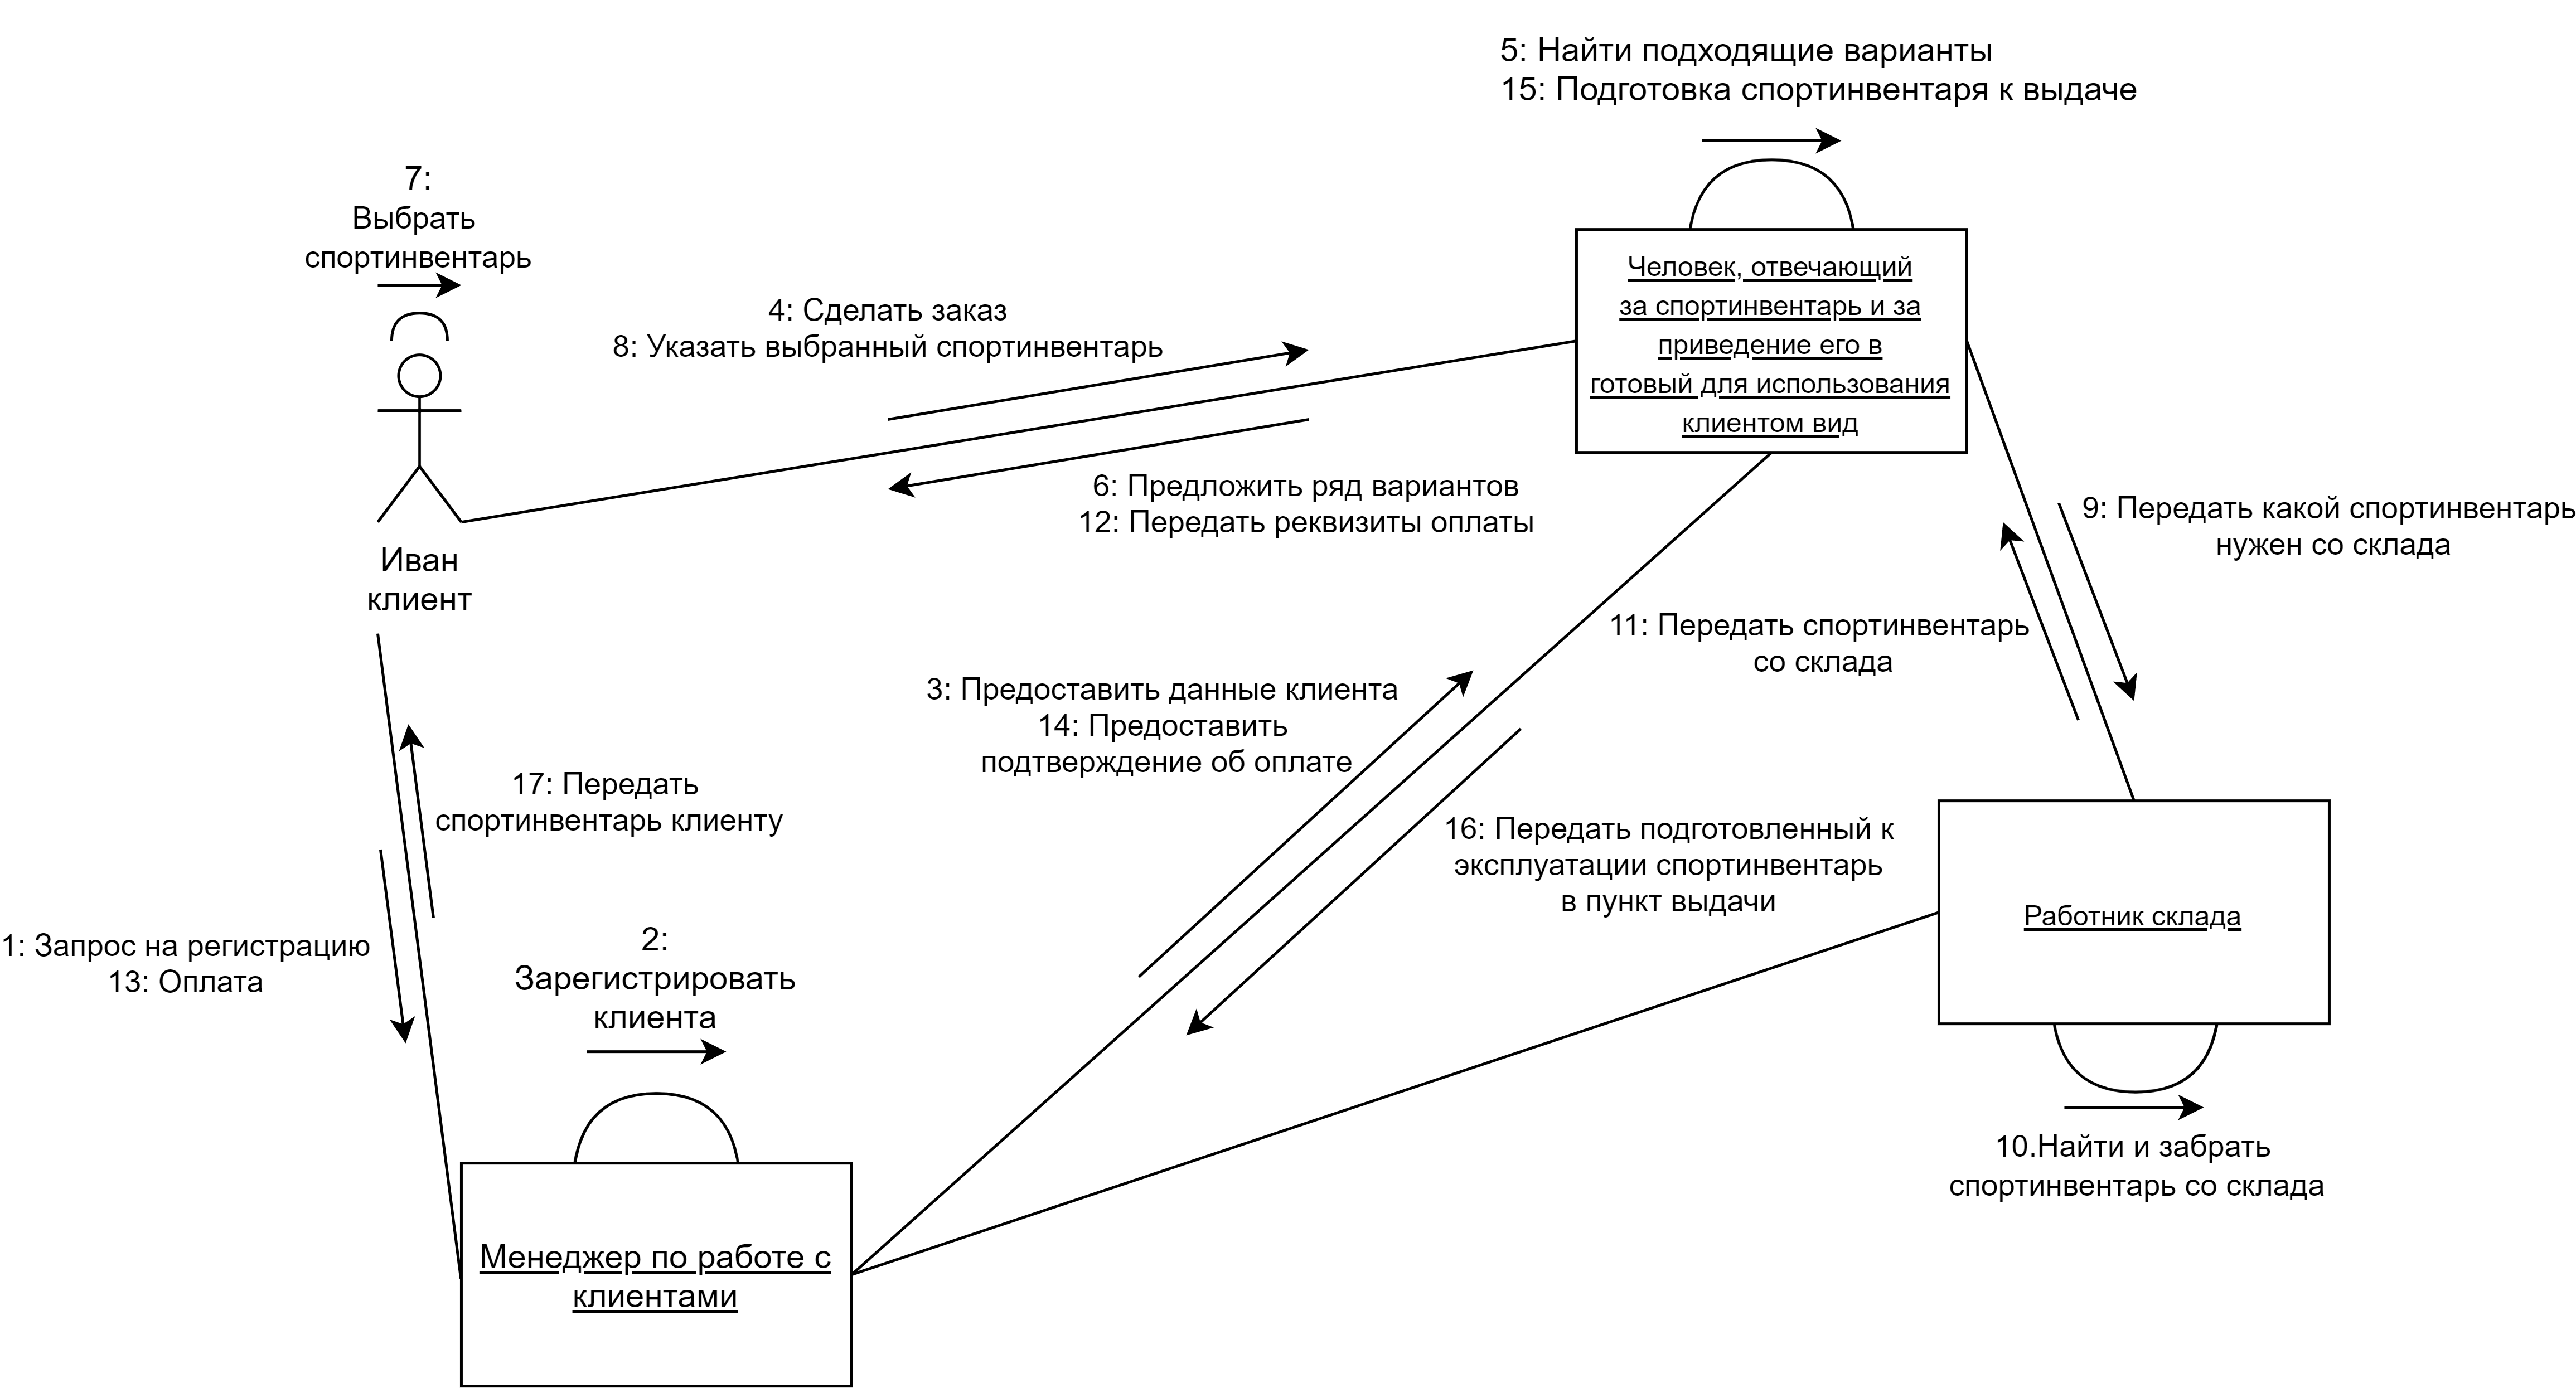 5: Найти подходящие варианты
15: Подготовка спортинвентаря к выдаче
7:
Выбрать
спортинвентарь
Человек, отвечающий
за спортинвентарь и за
приведение его в
готовый для использования
клиентом вид
4: Сделать заказ
8: Указать выбранный спортинвентарь
6: Предложить ряд вариантов
12: Передать реквизиты оплаты
9: Передать какой спортинвентарь
нужен со склада
Иван
клиент
11: Передать спортинвентарь
со склада
3: Предоставить данные клиента
14: Предоставить
подтверждение об оплате
17: Передать
спортинвентарь клиенту
16: Передать подготовленный к
эксплуатации спортинвентарь
в пункт выдачи
Работник склада
1: Запрос на регистрацию
13: Оплата
2:
Зарегистрировать
клиента
10.Найти и забрать
спортинвентарь со склада
Менеджер по работе с
клиентами